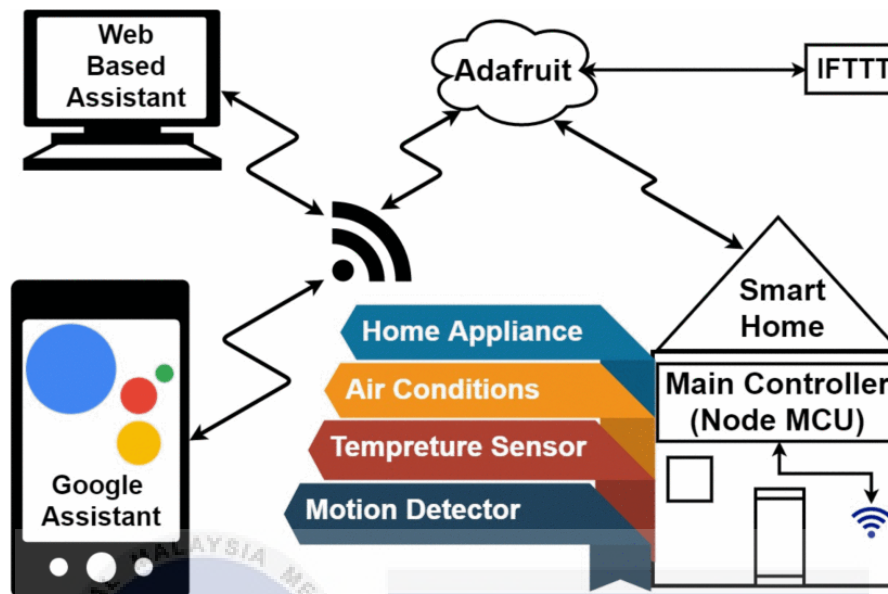 Web
Based
Assistant
Adafruit
IFTTT
Smart
Home
Home Appliance
Air Conditions
Tempreture Sensor
Motion Detector
Main Controller
(Node MCU)
Google
Assistant
MALAYSIA